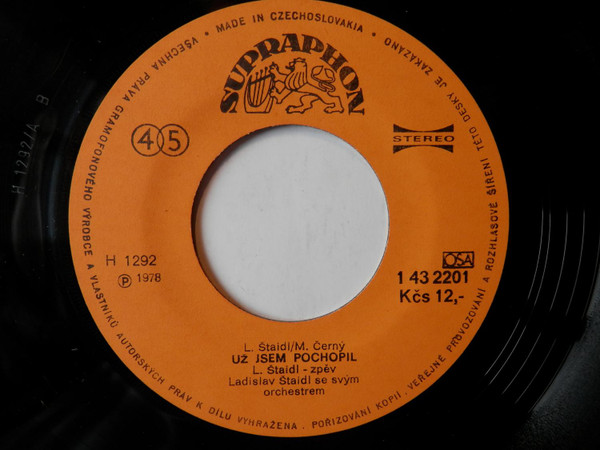 MADE IN CZECHOSLOVAKIA • VŠECHNA PRÁVA GRAMOFONOVÉHO VÝROBCE A VLASTNÍKŮ AUTORSKÝCH PRÁV K DÍLU VYHRAŽENA. POŘIZOVÁNÍ KOPIÍ, VEŘEJNÉ PROVOZOVÁNÍ A ROZHLASOVÉ ŠÍŘENÍ TÉTO DESKY JE ZAKÁZÁNO •
SUPRAPHON
45
STEREO
H 1292
Ⓟ 1978
OSA
1 43 2201
Kčs 12,-
L. Štaidl/M. Černý
UŽ JSEM POCHOPIL
L. Štaidl - zpěv
Ladislav Štaidl se svým
orchestrem